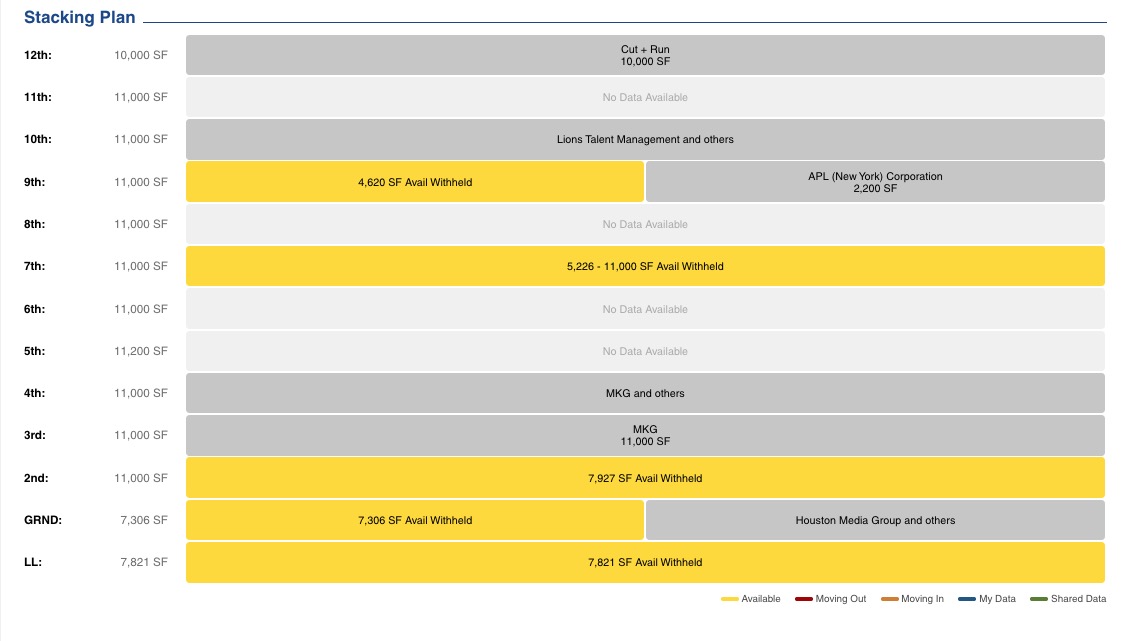 Stacking Plan
12th: 10,000 SF Cut + Run
10,000 SF
11th: 11,000 SF No Data Available
10th: 11,000 SF Lions Talent Management and others
9th: 11,000 SF 4,620 SF Avail Withheld APL (New York) Corporation
2,200 SF
8th: 11,000 SF No Data Available
7th: 11,000 SF 5,226 - 11,000 SF Avail Withheld
6th: 11,000 SF No Data Available
5th: 11,200 SF No Data Available
4th: 11,000 SF MKG and others
3rd: 11,000 SF MKG
11,000 SF
2nd: 11,000 SF 7,927 SF Avail Withheld
GRND: 7,306 SF 7,306 SF Avail Withheld Houston Media Group and others
LL: 7,821 SF 7,821 SF Avail Withheld
Available Moving Out Moving In My Data Shared Data